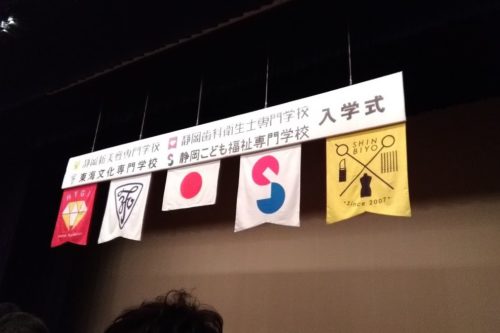 静岡新美容専門学校
静岡歯科衛生士専門学校
東海文化専門学校
静岡こども福祉専門学校
入学式
SHIN
BIYO
since 2007